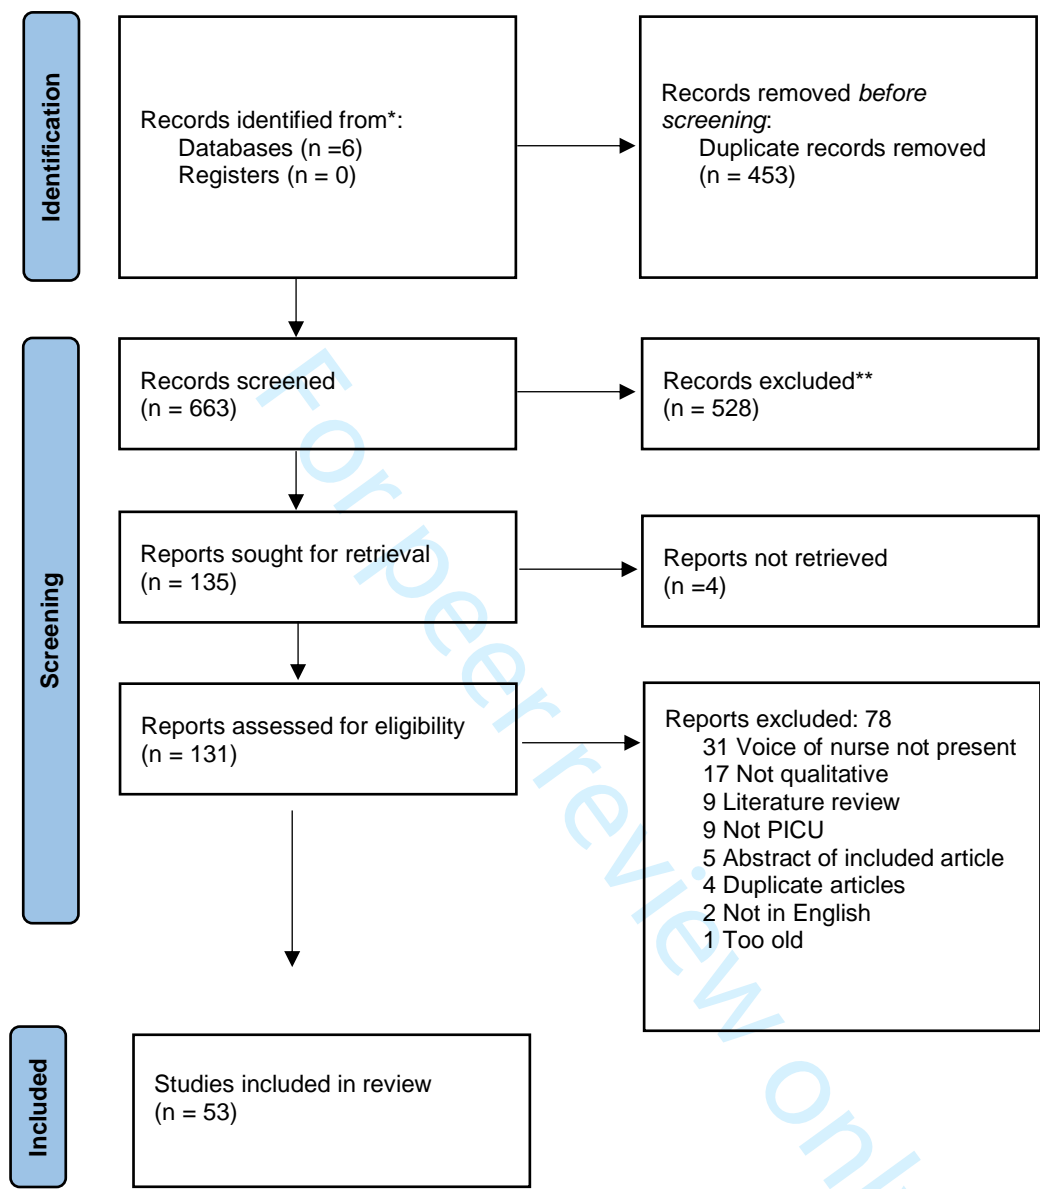 Identification
Records identified from*:
Databases (n =6)
Registers (n = 0)
Records removed before
screening:
Duplicate records removed
(n = 453)
Screening
Records screened
(n = 663)
Records excluded**
(n = 528)
Reports sought for retrieval
(n = 135)
Reports not retrieved
(n =4)
Reports assessed for eligibility
(n = 131)
Reports excluded: 78
31 Voice of nurse not present
17 Not qualitative
9 Literature review
9 Not PICU
5 Abstract of included article
4 Duplicate articles
2 Not in English
1 Too old
Included
Studies included in review
(n = 53)
For peer review onl